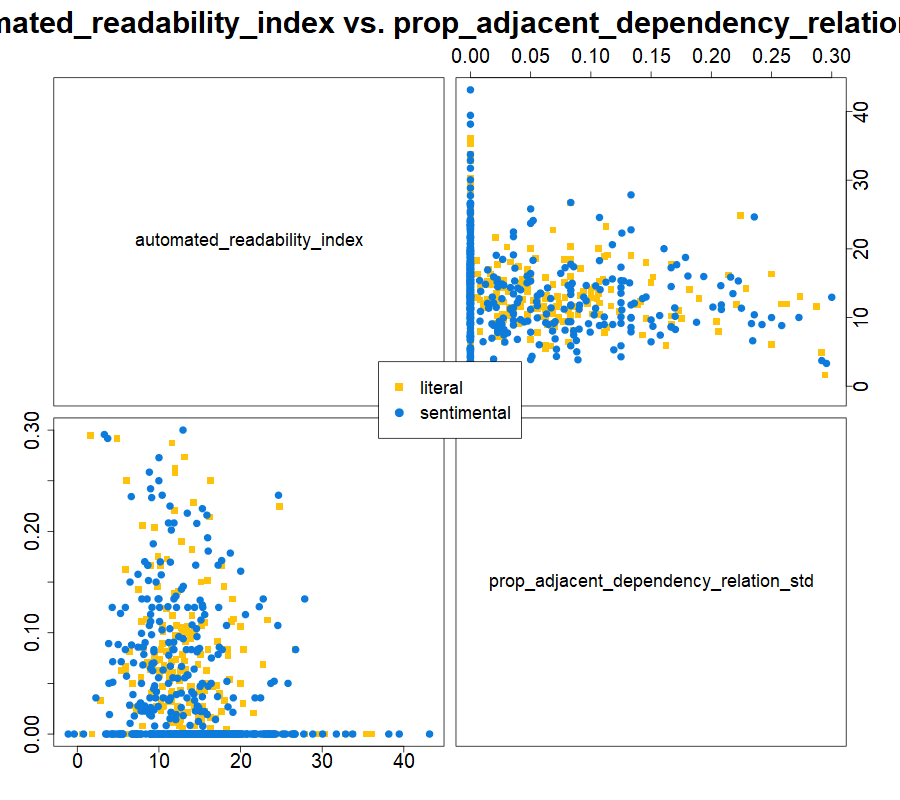 mated_readability_index vs. prop_adjacent_dependency_relation
0.00 0.05 0.10 0.15 0.20 0.25 0.30
automated_readability_index
0 10 20 30 40
literal
sentimental
0.00 0.10 0.20 0.30
prop_adjacent_dependency_relation_std
0 10 20 30 40